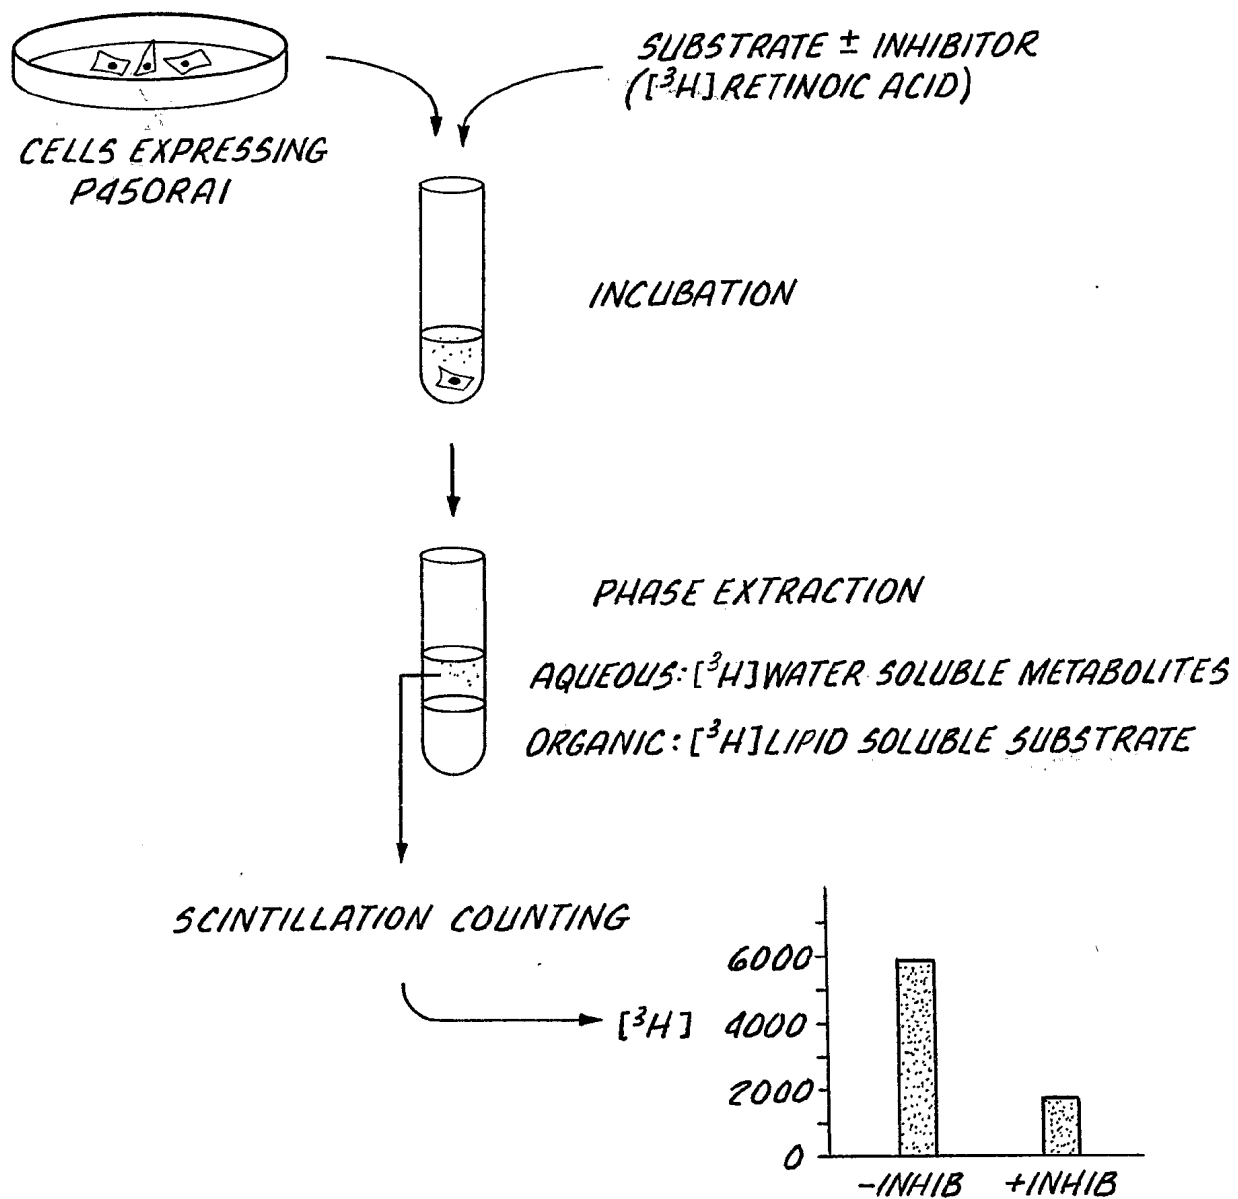 SUBSTRATE ± INHIBITOR
([³H] RETINOIC ACID)
CELLS EXPRESSING
P450RAI
INCUBATION
PHASE EXTRACTION
AQUEOUS: [³H] WATER SOLUBLE METABOLITES
ORGANIC: [³H] LIPID SOLUBLE SUBSTRATE
SCINTILLATION COUNTING
[³H]
6000
4000
2000
0
-INHIB +INHIB